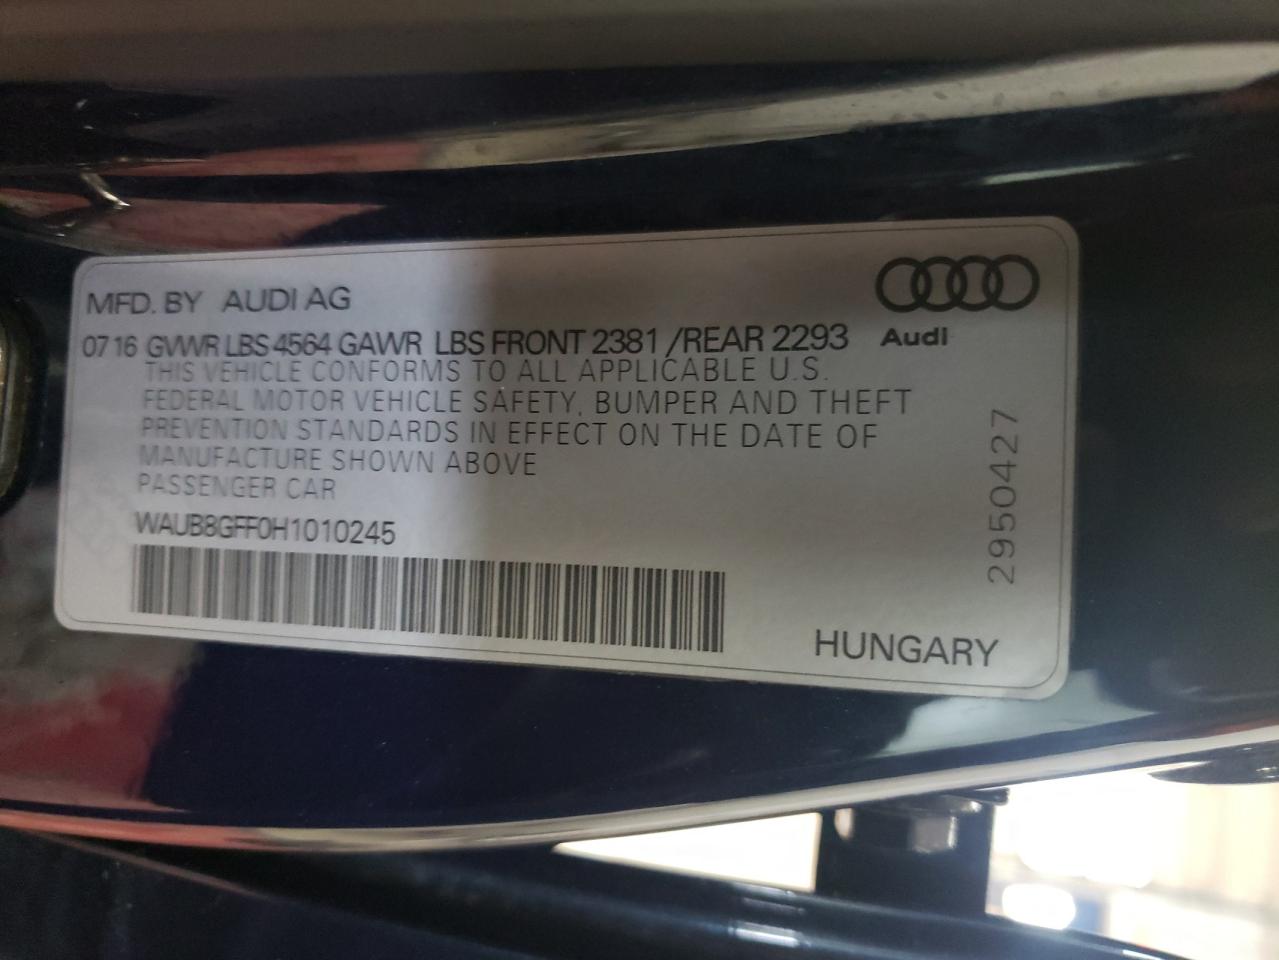 MFD. BY AUDI AG
Audi
07 16 GVWR LBS 4564 GAWR LBS FRONT 2381 /REAR 2293
THIS VEHICLE CONFORMS TO ALL APPLICABLE U.S.
FEDERAL MOTOR VEHICLE SAFETY, BUMPER AND THEFT
PREVENTION STANDARDS IN EFFECT ON THE DATE OF
MANUFACTURE SHOWN ABOVE
PASSENGER CAR
WAUB8GFF0H1010245
2950427
HUNGARY